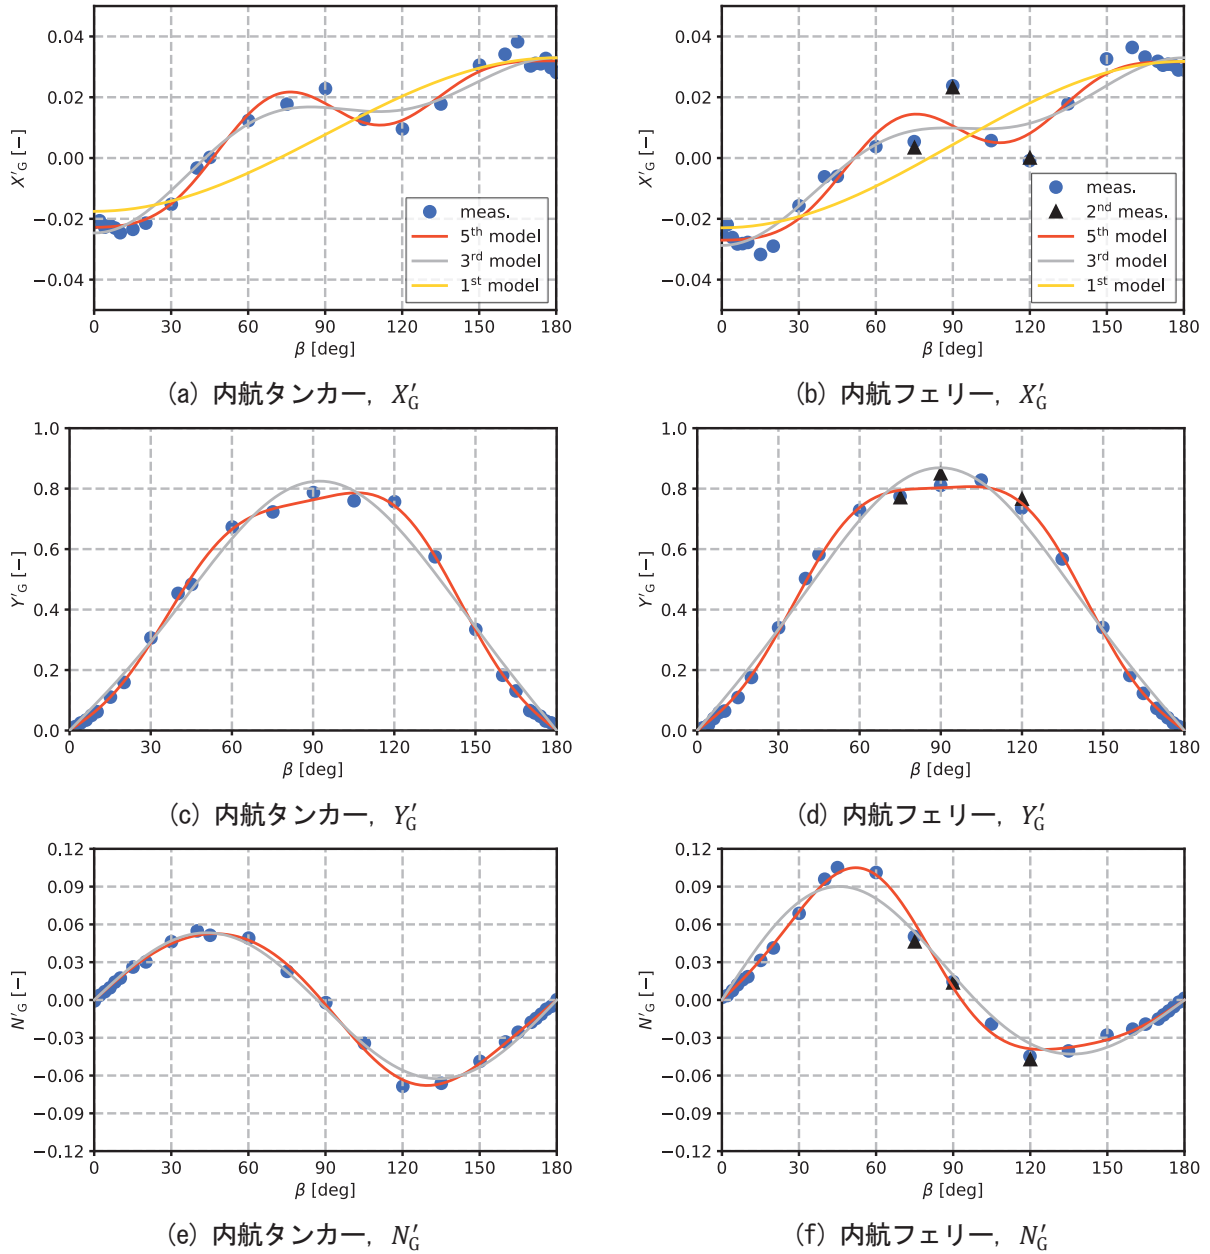 0.04
0.02
0.00
−0.02
−0.04
X′G [−]
meas.
5th model
3rd model
1st model
0 30 60 90 120 150 180
β [deg]
(a) 内航タンカー, X′G
0.04
0.02
0.00
−0.02
−0.04
X′G [−]
meas.
2nd meas.
5th model
3rd model
1st model
0 30 60 90 120 150 180
β [deg]
(b) 内航フェリー, X′G
1.0
0.8
0.6
0.4
0.2
0.0
Y′G [−]
0 30 60 90 120 150 180
β [deg]
(c) 内航タンカー, Y′G
1.0
0.8
0.6
0.4
0.2
0.0
Y′G [−]
0 30 60 90 120 150 180
β [deg]
(d) 内航フェリー, Y′G
0.12
0.09
0.06
0.03
0.00
−0.03
−0.06
−0.09
−0.12
N′G [−]
0 30 60 90 120 150 180
β [deg]
(e) 内航タンカー, N′G
0.12
0.09
0.06
0.03
0.00
−0.03
−0.06
−0.09
−0.12
N′G [−]
0 30 60 90 120 150 180
β [deg]
(f) 内航フェリー, N′G